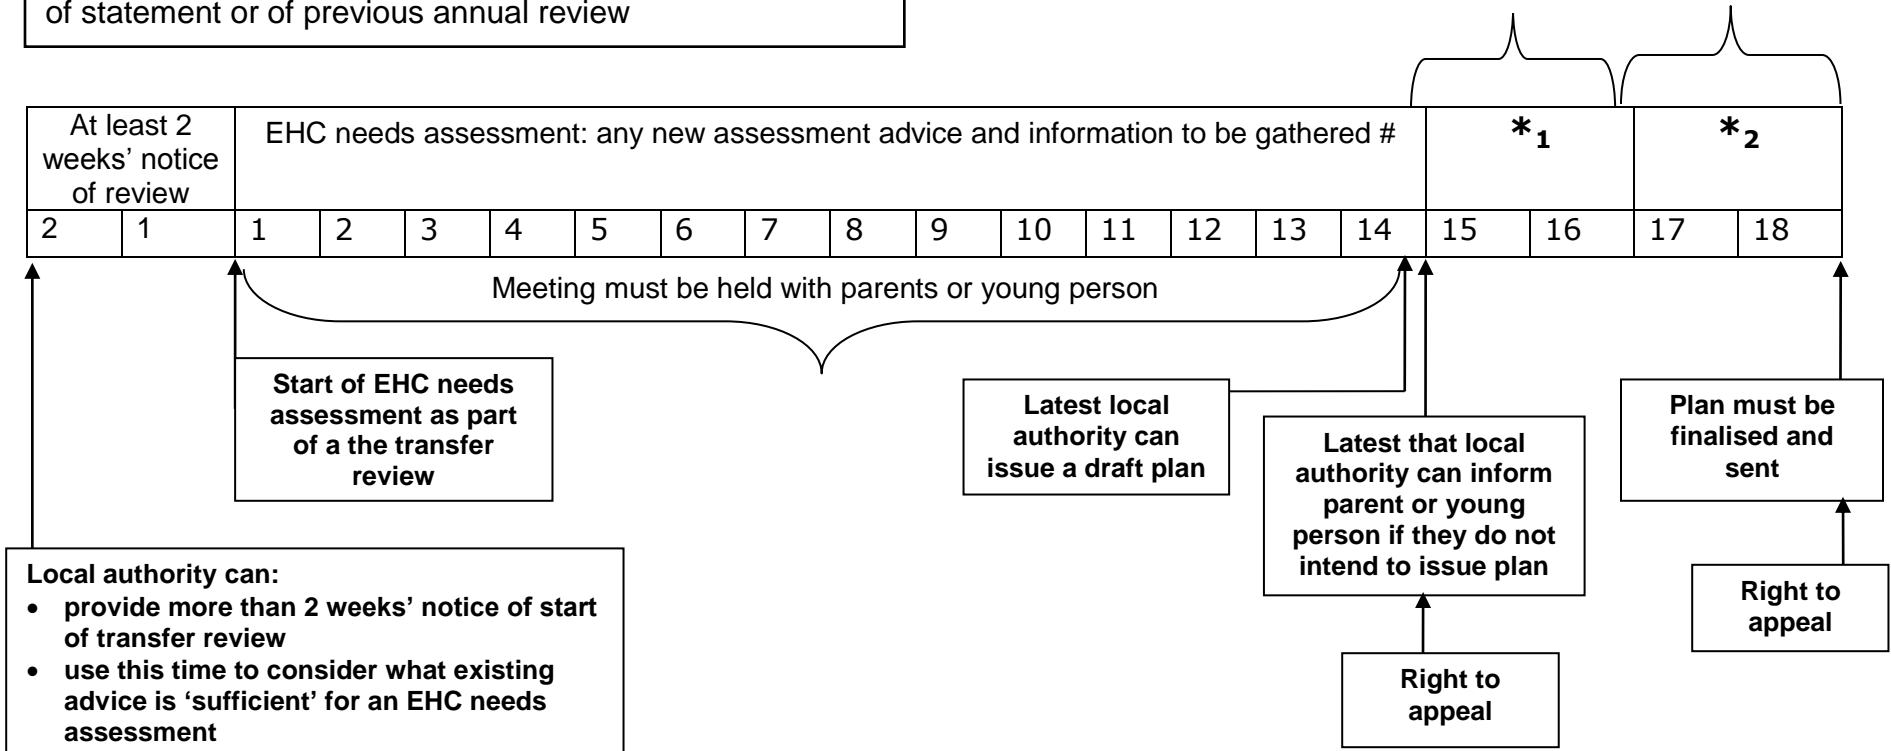 of statement or of previous annual review
At least 2
weeks’ notice
of review
EHC needs assessment: any new assessment advice and information to be gathered #
*1
*2
2 1 1 2 3 4 5 6 7 8 9 10 11 12 13 14 15 16 17 18
Meeting must be held with parents or young person
Start of EHC needs
assessment as part
of a the transfer
review
Latest local
authority can
issue a draft plan
Latest that local
authority can inform
parent or young
person if they do not
intend to issue plan
Plan must be
finalised and
sent
Right to
appeal
Right to
appeal
Local authority can:
• provide more than 2 weeks’ notice of start
of transfer review
• use this time to consider what existing
advice is ‘sufficient’ for an EHC needs
assessment